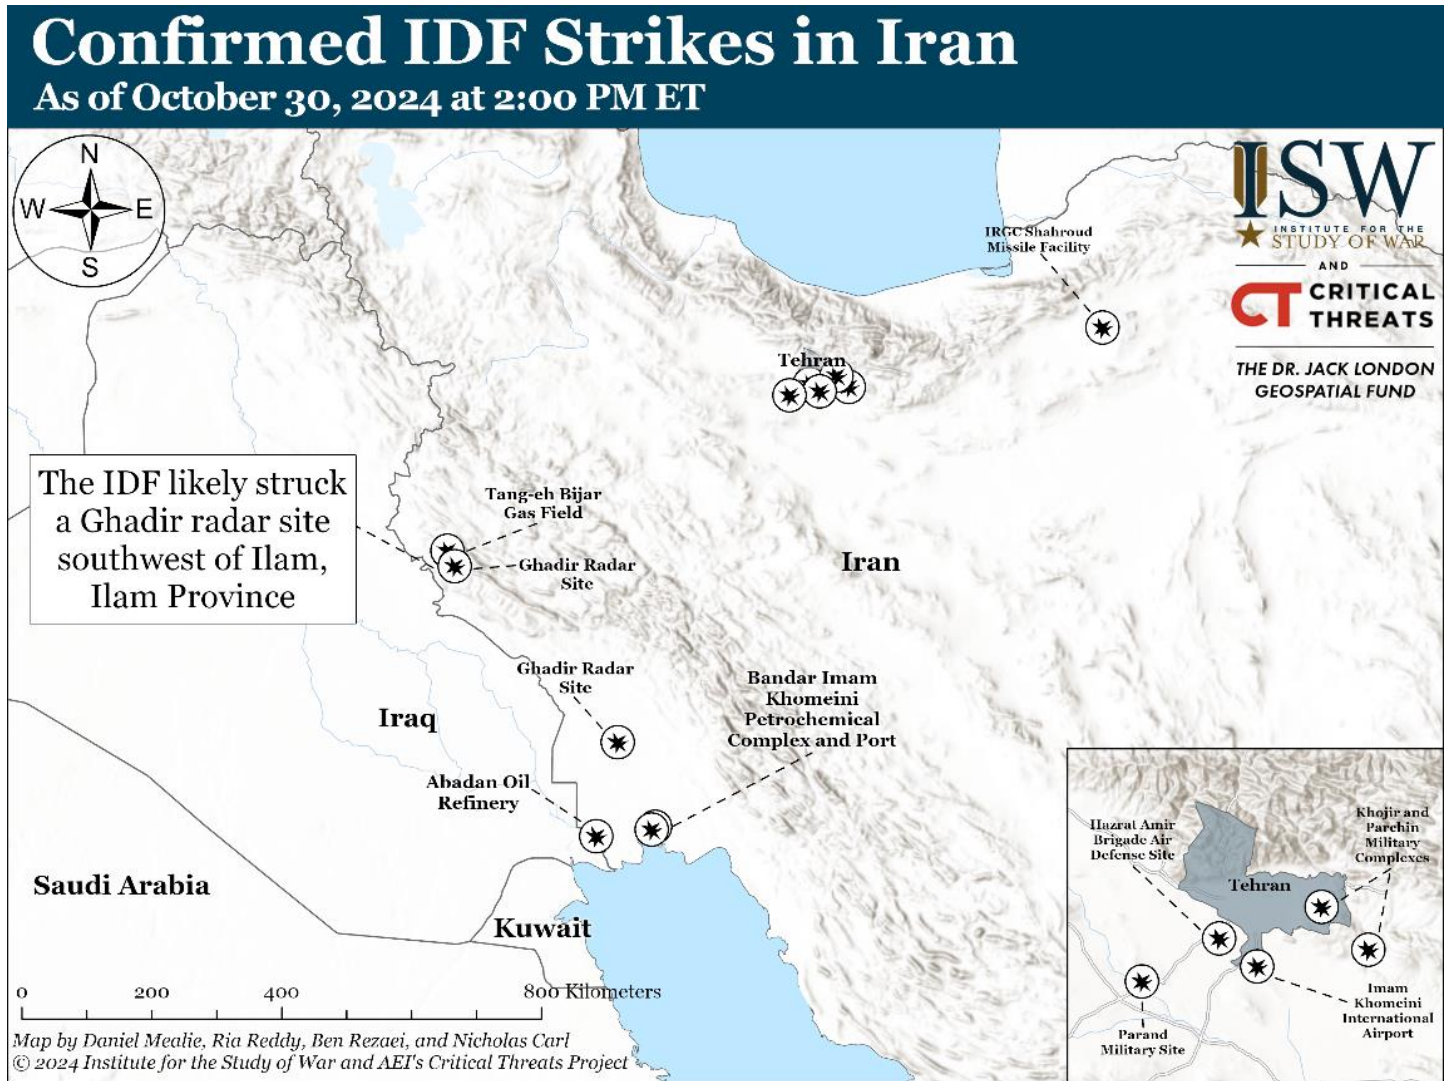 Confirmed IDF Strikes in Iran
As of October 30, 2024 at 2:00 PM ET
N
W
E
S
ISW
INSTITUTE FOR THE
STUDY OF WAR
AND
CT CRITICAL
THREATS
THE DR. JACK LONDON
GEOSPATIAL FUND
IRGC Shahroud
Missile Facility
Tehran
The IDF likely struck
a Ghadir radar site
southwest of Ilam,
Ilam Province
Tang-eh Bijar
Gas Field
Ghadir Radar
Site
Iran
Ghadir Radar
Site
Bandar Imam
Khomeini
Petrochemical
Complex and Port
Iraq
Abadan Oil
Refinery
Saudi Arabia
Kuwait
Hazrat Amir
Brigade Air
Defense Site
Khojir and
Parchin
Military
Complexes
Tehran
Imam
Khomeini
International
Airport
Parand
Military Site
0 200 400 800 Kilometers
Map by Daniel Mealie, Ria Reddy, Ben Rezaei, and Nicholas Carl
© 2024 Institute for the Study of War and AEI's Critical Threats Project